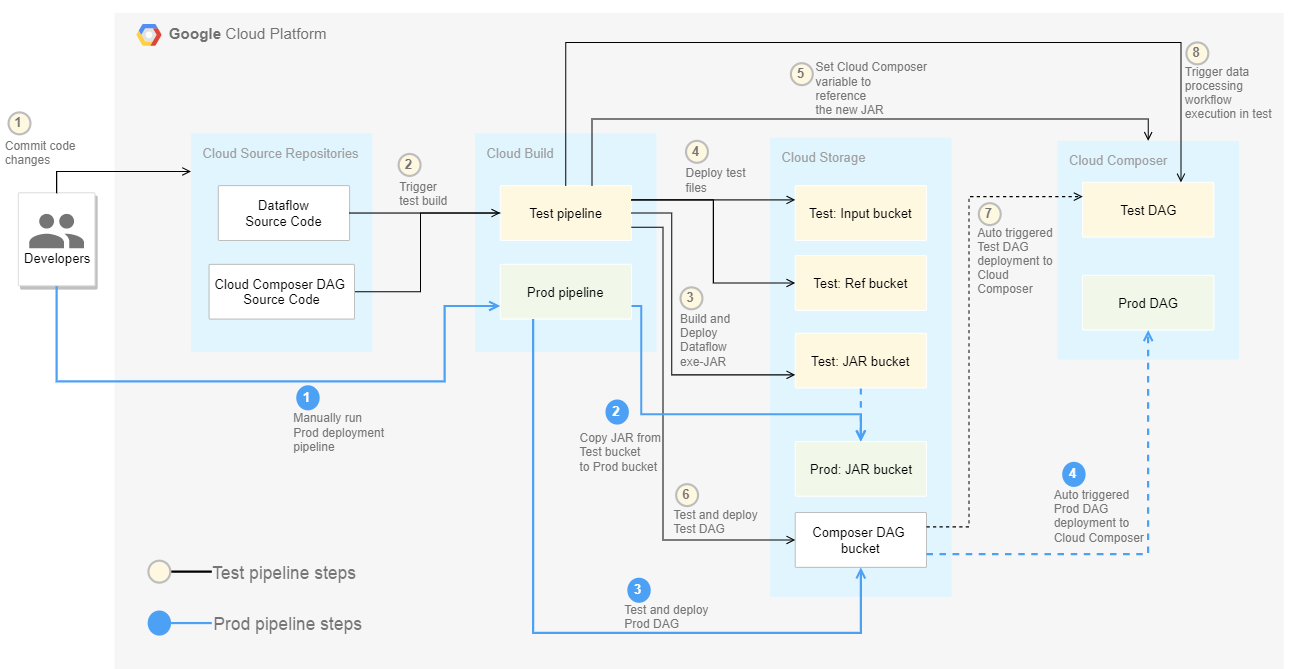 Google Cloud Platform
1
Commit code
changes
Developers
Cloud Source Repositories
Dataflow
Source Code
Cloud Composer DAG
Source Code
2
Trigger
test build
Cloud Build
Test pipeline
Prod pipeline
5
Set Cloud Composer
variable to
reference
the new JAR
8
Trigger data
processing
workflow
execution in test
4
Deploy test
files
3
Build and
Deploy
Dataflow
exe-JAR
Cloud Storage
Test: Input bucket
Test: Ref bucket
Test: JAR bucket
Prod: JAR bucket
Composer DAG
bucket
Cloud Composer
Test DAG
Prod DAG
7
Auto triggered
Test DAG
deployment to
Cloud
Composer
1
Manually run
Prod deployment
pipeline
2
Copy JAR from
Test bucket
to Prod bucket
6
Test and deploy
Test DAG
4
Auto triggered
Prod DAG
deployment to
Cloud Composer
3
Test and deploy
Prod DAG
Test pipeline steps
Prod pipeline steps